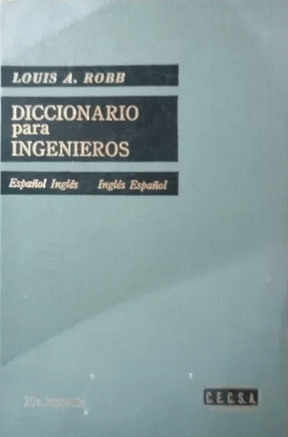 LOUIS A. ROBB
DICCIONARIO
para
INGENIEROS
Español Inglés Inglés Español
C.E.C.S.A.